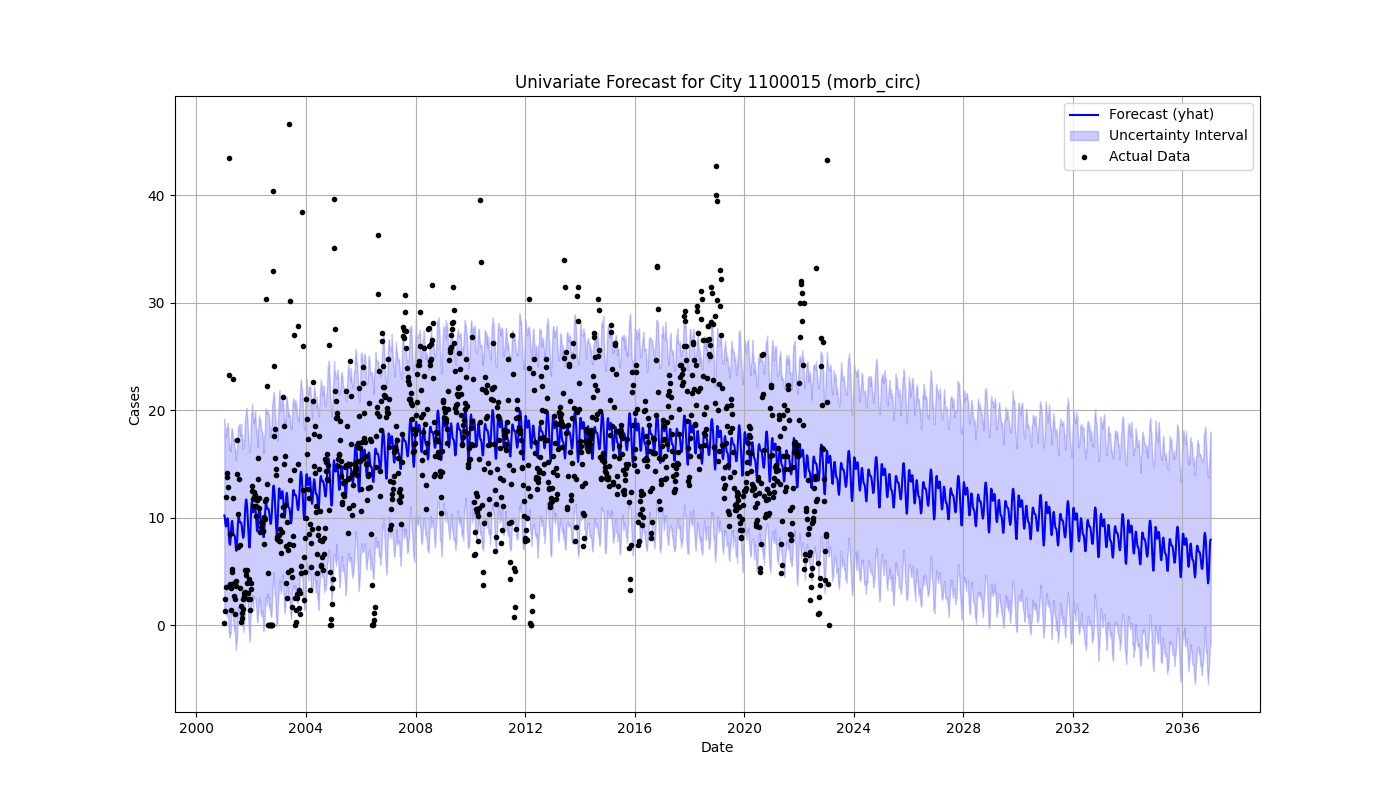 Univariate Forecast for City 1100015 (morb_circ)
Forecast (yhat)
Uncertainty Interval
Actual Data
Cases
40
30
20
10
0
2000 2004 2008 2012 2016 2020 2024 2028 2032 2036
Date